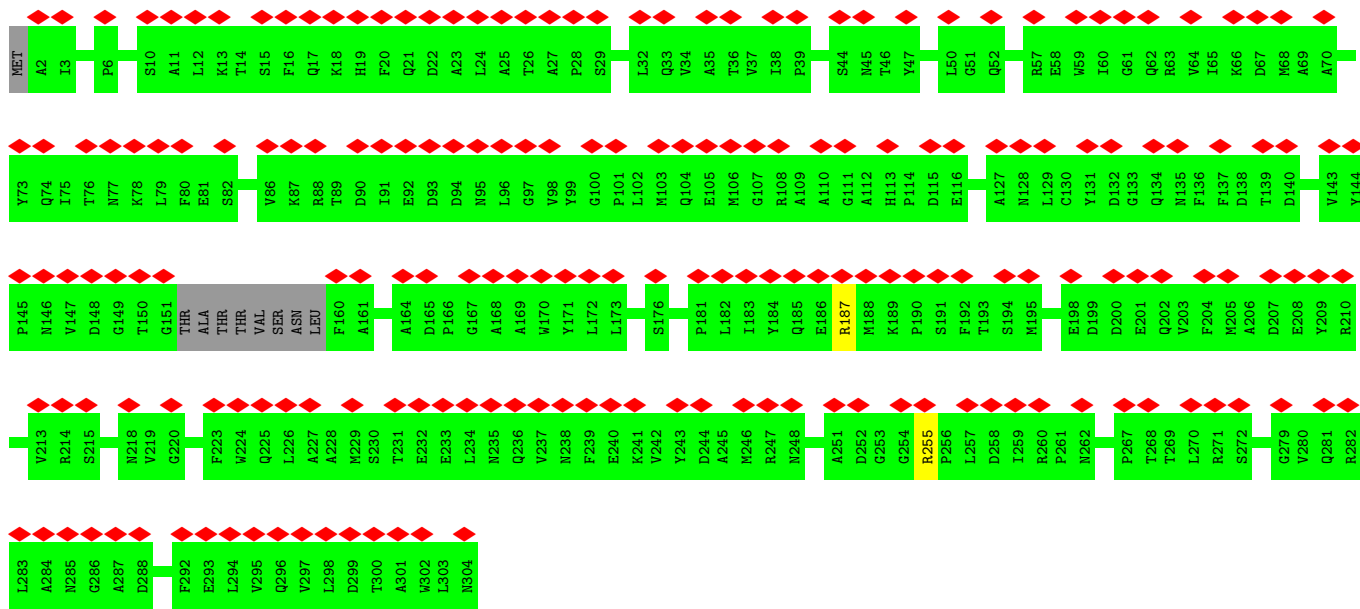 MET A2 I3 P6 S10 A11 L12 K13 T14 S15 F16 Q17 K18 H19 F20 Q21 D22 A23 L24 A25 T26 A27 P28 S29 L32 Q33 V34 A35 T36 V37 I38 P39 S44 N45 T46 Y47 L50 G51 Q52 R57 E58 W59 I60 G61 Q62 R63 V64 I65 K66 D67 M68 A69 A70
Y73 Q74 I75 T76 N77 K78 L79 F80 E81 S82 V86 K87 R88 T89 D90 I91 E92 D93 D94 N95 L96 G97 V98 Y99 G100 P101 L102 M103 Q104 E105 M106 G107 R108 A109 A110 G111 A112 H113 P114 D115 E116 A127 N128 L129 C130 Y131 D132 G133 Q134 N135 F136 F137 D138 T139 D140 V143 Y144
P145 N146 V147 D148 G149 T150 G151 THR ALA THR THR VAL SER ASN LEU F160 A161 A164 D165 P166 G167 A168 A169 W170 Y171 L172 L173 S176 P181 L182 I183 Y184 Q185 E186 R187 M188 K189 P190 S191 F192 T193 S194 M195 E198 D199 D200 E201 Q202 V203 F204 M205 A206 D207 E208 Y209 R210
V213 R214 S215 N218 V219 G220 F223 W224 Q225 L226 A227 A228 M229 S230 T231 E232 E233 L234 N235 Q236 V237 N238 F239 E240 K241 V242 Y243 D244 A245 M246 R247 N248 A251 D252 G253 G254 R255 P256 L257 D258 I259 R260 P261 N262 P267 T268 T269 L270 R271 S272 G279 V280 Q281 R282
L283 A284 N285 G286 A287 D288 F292 E293 L294 V295 Q296 V297 L298 D299 T300 A301 W302 L303 N304